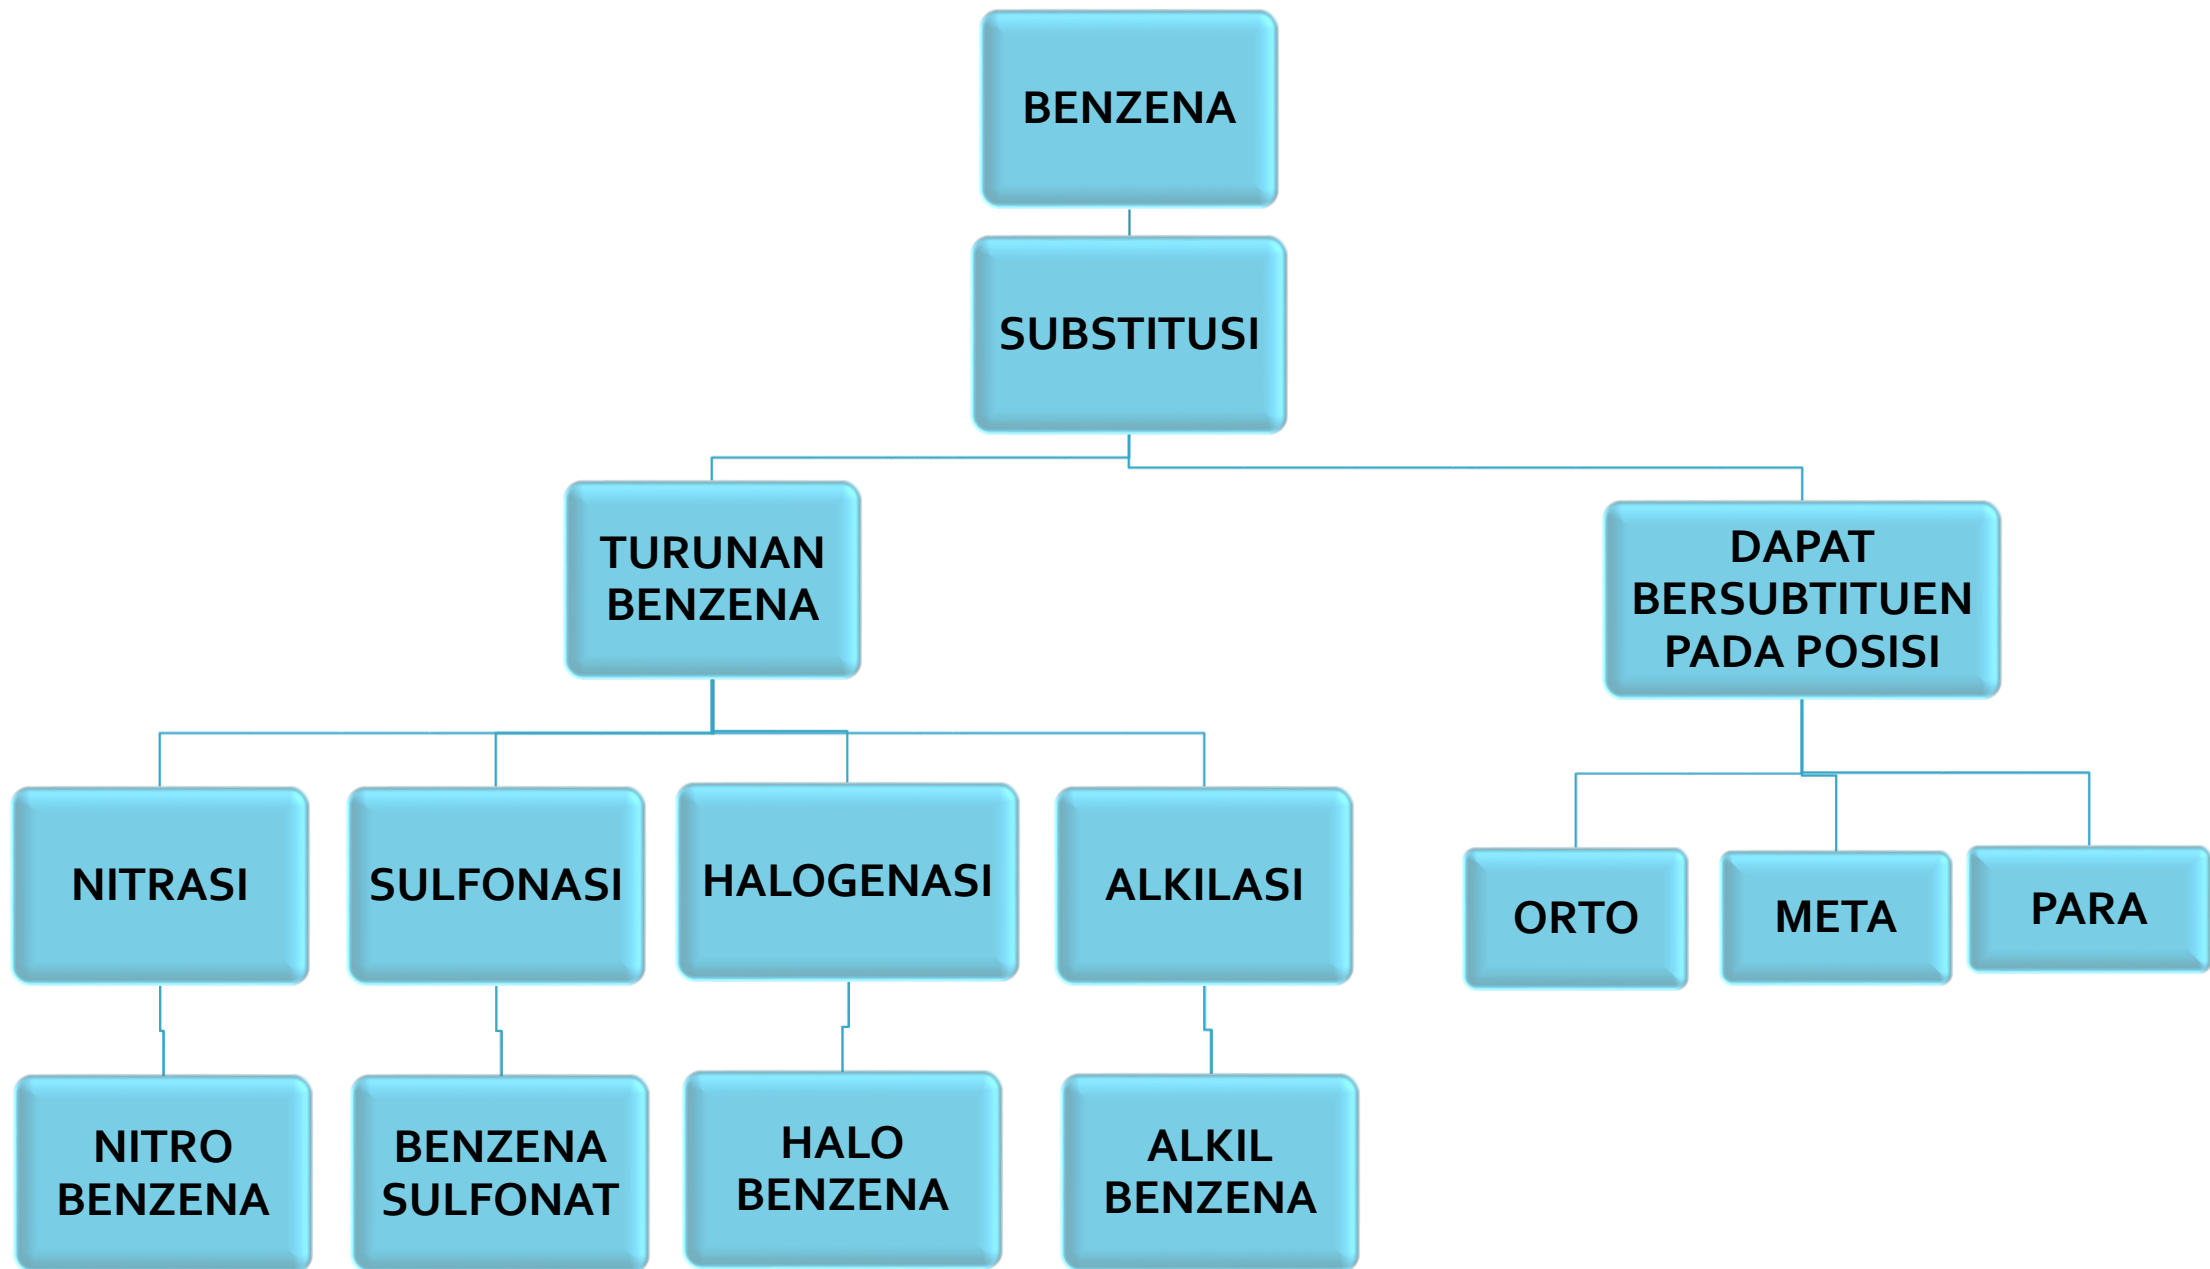 BENZENA
SUBSTITUSI
TURUNAN
BENZENA
DAPAT
BERSUBTITUEN
PADA POSISI
NITRASI
SULFONASI
HALOGENASI
ALKILASI
ORTO
META
PARA
NITRO
BENZENA
BENZENA
SULFONAT
HALO
BENZENA
ALKIL
BENZENA